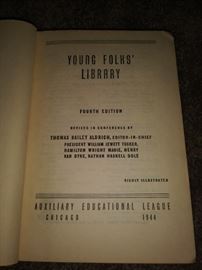 YOUNG FOLKS'
LIBRARY
FOURTH EDITION
REVISED IN CONFERENCE BY
THOMAS BAILEY ALDRICH, EDITOR-IN-CHIEF
PRESIDENT WILLIAM JEWETT TUCKER,
HAMILTON WRIGHT MABIE, HENRY
VAN DYKE, NATHAN HASKELL DOLE
RICHLY ILLUSTRATED
AUXILIARY EDUCATIONAL LEAGUE
CHICAGO 1944